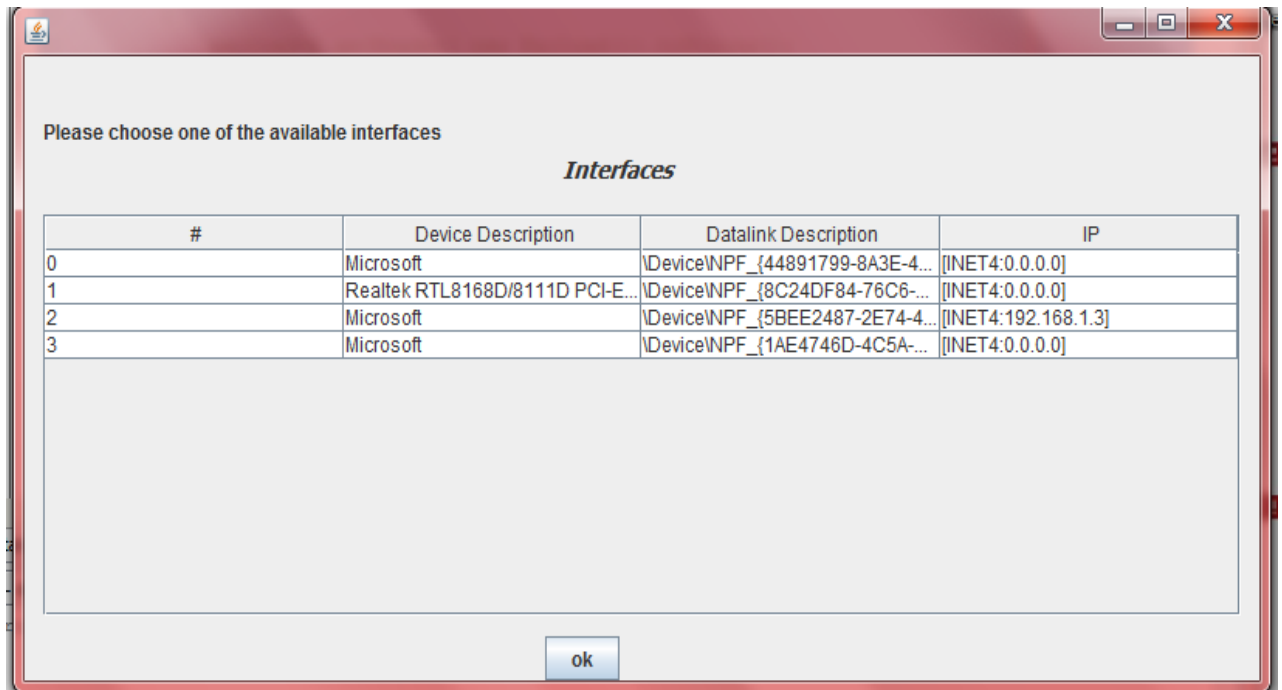 Please choose one of the available interfaces
Interfaces
# Device Description Datalink Description IP
0 Microsoft \Device\NPF_{44891799-8A3E-4... [INET4:0.0.0.0]
1 Realtek RTL8168D/8111D PCI-E... \Device\NPF_{8C24DF84-76C6-... [INET4:0.0.0.0]
2 Microsoft \Device\NPF_{5BEE2487-2E74-4... [INET4:192.168.1.3]
3 Microsoft \Device\NPF_{1AE4746D-4C5A-... [INET4:0.0.0.0]
ok